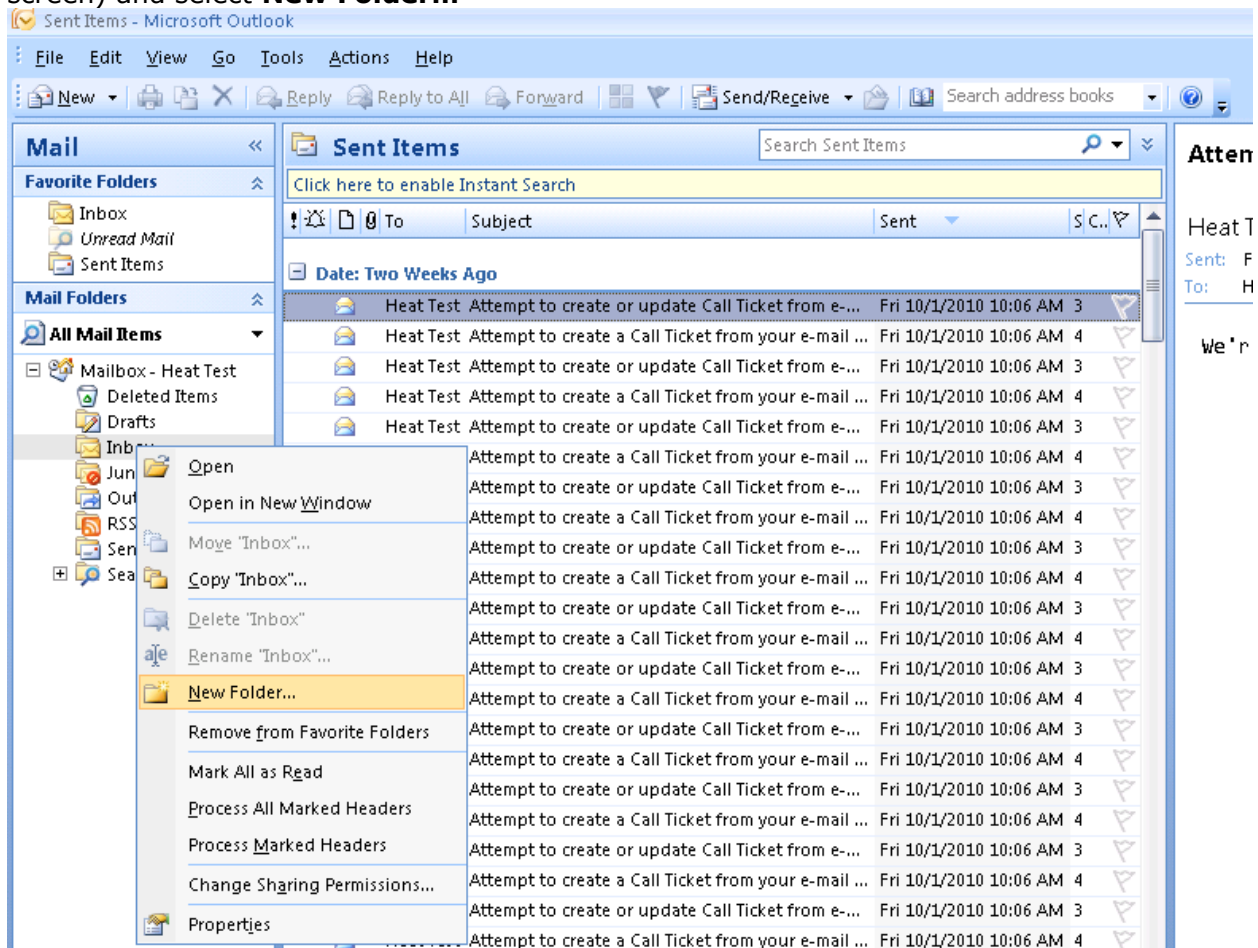 screen) and select New Folder...
Sent Items - Microsoft Outlook
File Edit View Go Tools Actions Help
New Reply Reply to All Forward Send/Receive Search address books
Mail
Favorite Folders
Inbox
Unread Mail
Sent Items
Mail Folders
All Mail Items
Mailbox - Heat Test
Deleted Items
Drafts
Inbox
Jun
Out
RSS
Sen
Sea
Open
Open in New Window
Move "Inbox"...
Copy "Inbox"...
Delete "Inbox"
Rename "Inbox"...
New Folder...
Remove from Favorite Folders
Mark All as Read
Process All Marked Headers
Process Marked Headers
Change Sharing Permissions...
Properties
Sent Items Search Sent Items
Click here to enable Instant Search
! To Subject Sent S C..
Date: Two Weeks Ago
Heat Test Attempt to create or update Call Ticket from e-... Fri 10/1/2010 10:06 AM 3
Heat Test Attempt to create a Call Ticket from your e-mail ... Fri 10/1/2010 10:06 AM 4
Heat Test Attempt to create or update Call Ticket from e-... Fri 10/1/2010 10:06 AM 3
Heat Test Attempt to create a Call Ticket from your e-mail ... Fri 10/1/2010 10:06 AM 4
Heat Test Attempt to create or update Call Ticket from e-... Fri 10/1/2010 10:06 AM 3
Attempt to create a Call Ticket from your e-mail ... Fri 10/1/2010 10:06 AM 4
Attempt to create or update Call Ticket from e-... Fri 10/1/2010 10:06 AM 3
Attempt to create a Call Ticket from your e-mail ... Fri 10/1/2010 10:06 AM 4
Attempt to create or update Call Ticket from e-... Fri 10/1/2010 10:06 AM 3
Attempt to create a Call Ticket from your e-mail ... Fri 10/1/2010 10:06 AM 4
Attempt to create or update Call Ticket from e-... Fri 10/1/2010 10:06 AM 3
Attempt to create a Call Ticket from your e-mail ... Fri 10/1/2010 10:06 AM 4
Attempt to create or update Call Ticket from e-... Fri 10/1/2010 10:06 AM 3
Attempt to create a Call Ticket from your e-mail ... Fri 10/1/2010 10:06 AM 4
Attempt to create or update Call Ticket from e-... Fri 10/1/2010 10:06 AM 3
Attempt to create a Call Ticket from your e-mail ... Fri 10/1/2010 10:06 AM 4
Attempt to create or update Call Ticket from e-... Fri 10/1/2010 10:06 AM 3
Attempt to create a Call Ticket from your e-mail ... Fri 10/1/2010 10:06 AM 4
Attempt to create or update Call Ticket from e-... Fri 10/1/2010 10:06 AM 3
Attempt to create a Call Ticket from your e-mail ... Fri 10/1/2010 10:06 AM 4
Attempt to create or update Call Ticket from e-... Fri 10/1/2010 10:06 AM 3
Attempt to create a Call Ticket from your e-mail ... Fri 10/1/2010 10:06 AM 4
Attem
Heat T
Sent: F
To: H
We'r